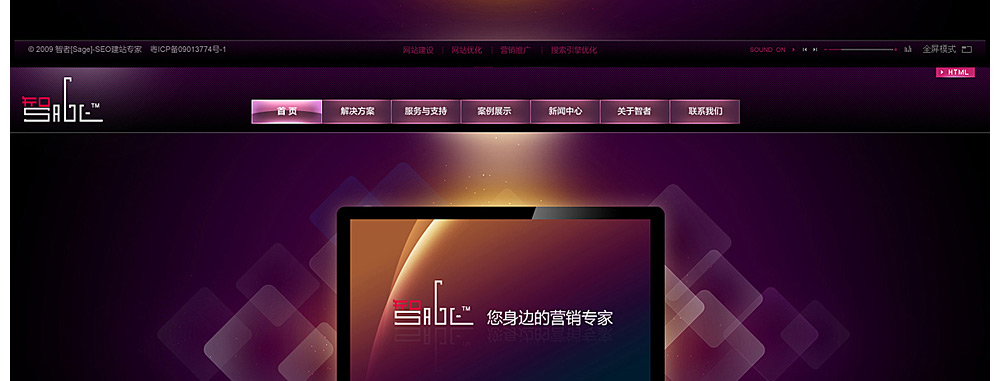 © 2009 智者[Sage]-SEO建站专家 粤ICP备09013774号-1
网站建设 | 网站优化 | 营销推广 | 搜索引擎优化
SOUND ON
全屏模式
HTML
智 SAGE™
首页 解决方案 服务与支持 案例展示 新闻中心 关于智者 联系我们
智 SAGE™ 您身边的营销专家